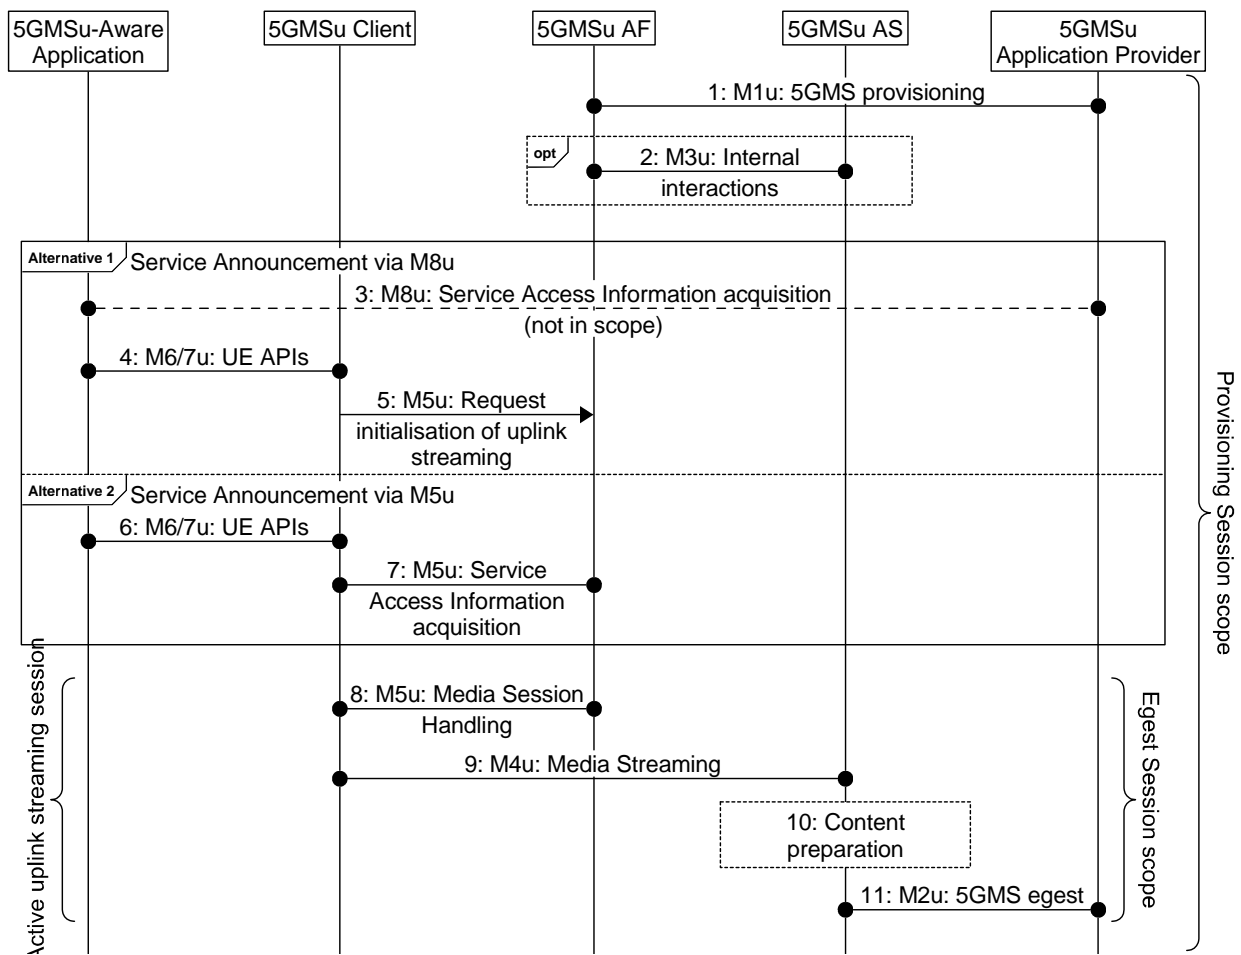 5GMSu-Aware
Application
5GMSu Client
5GMSu AF
5GMSu AS
5GMSu
Application Provider
1: M1u: 5GMS provisioning
opt
2: M3u: Internal
interactions
Alternative 1
Service Announcement via M8u
3: M8u: Service Access Information acquisition
(not in scope)
4: M6/7u: UE APIs
5: M5u: Request
initialisation of uplink
streaming
Alternative 2
Service Announcement via M5u
6: M6/7u: UE APIs
7: M5u: Service
Access Information
acquisition
8: M5u: Media Session
Handling
9: M4u: Media Streaming
10: Content
preparation
11: M2u: 5GMS egest
Active uplink streaming session
Egest Session scope
Provisioning Session scope